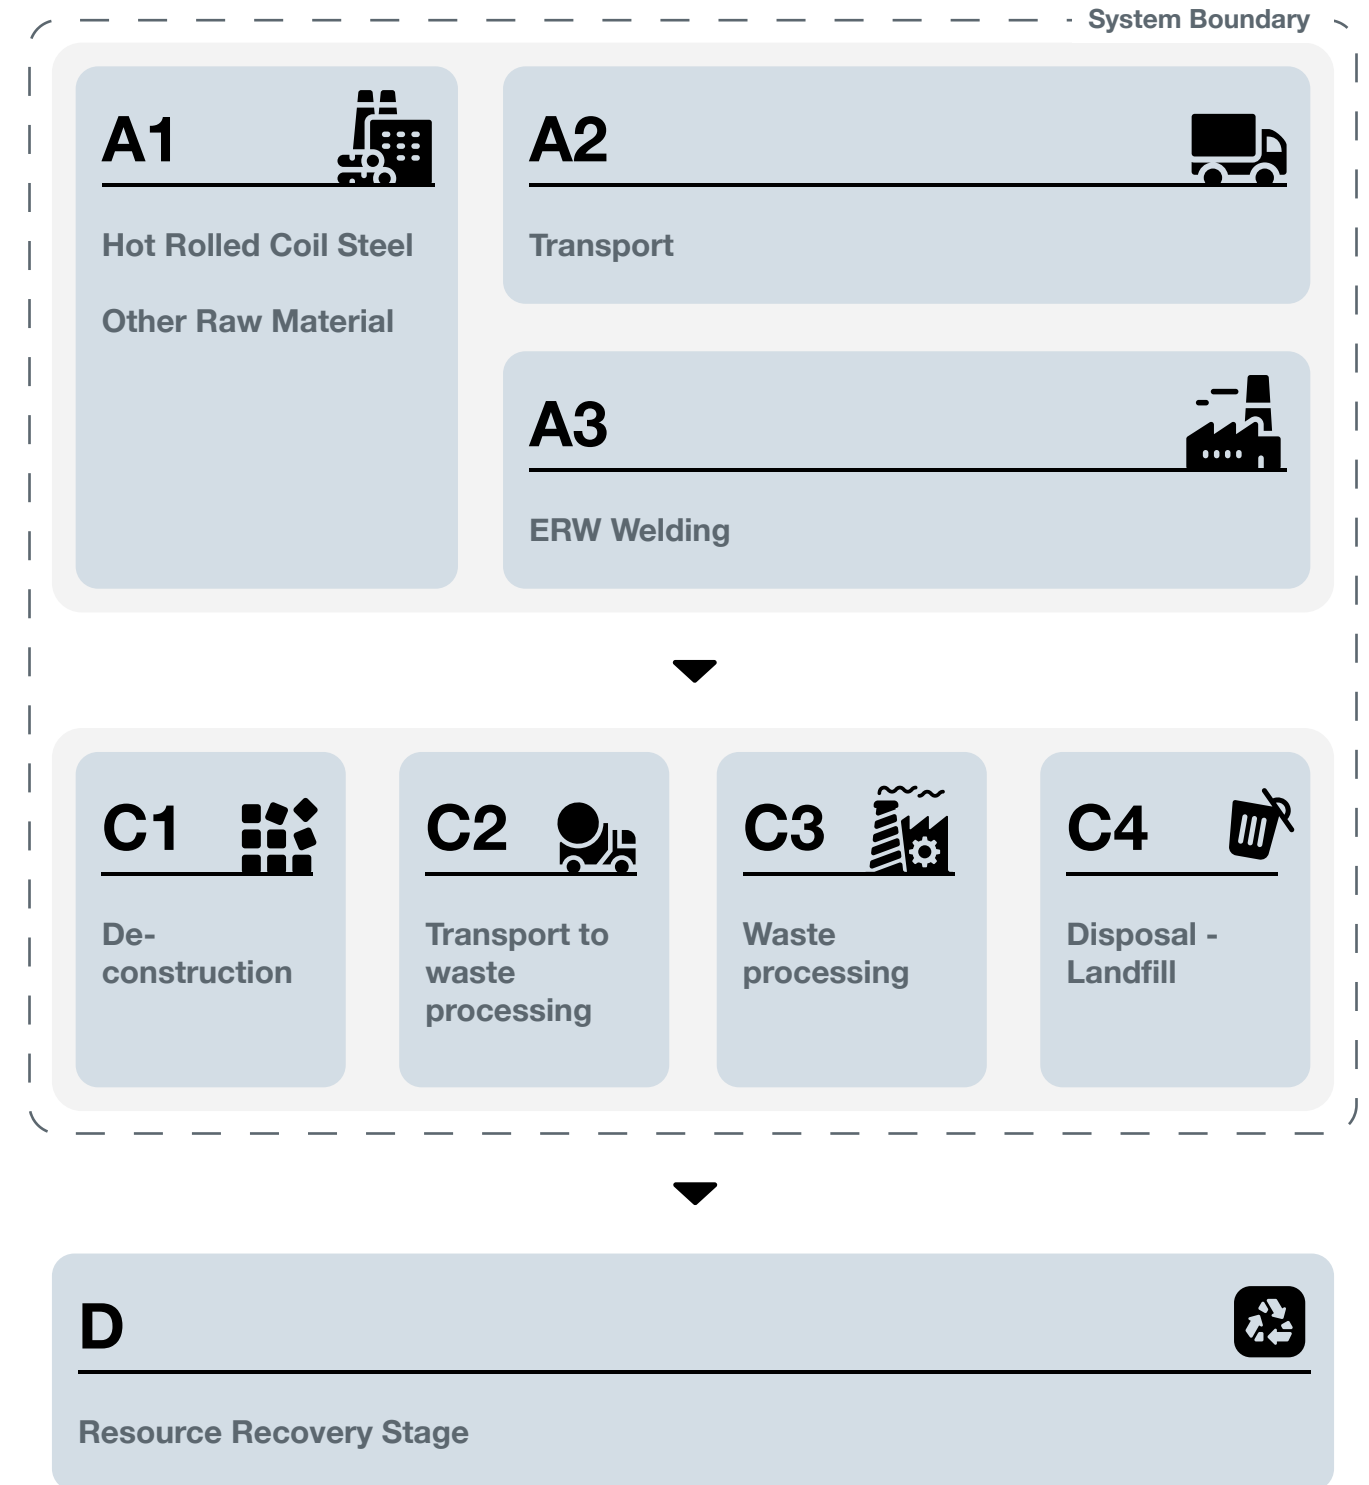 System Boundary
A1
Hot Rolled Coil Steel
Other Raw Material
A2
Transport
A3
ERW Welding
C1
De-
construction
C2
Transport to
waste
processing
C3
Waste
processing
C4
Disposal -
Landfill
D
Resource Recovery Stage